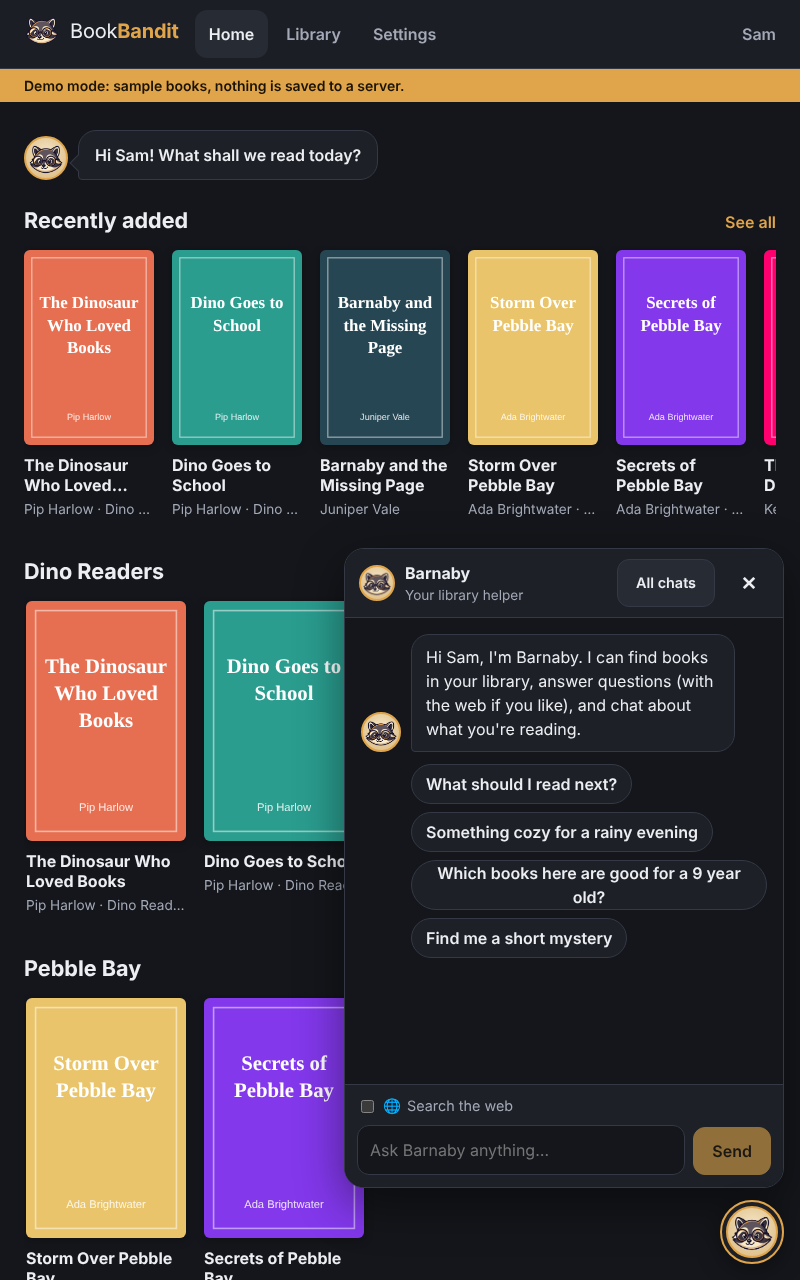 BookBandit
Home
Library
Settings
Sam
Demo mode: sample books, nothing is saved to a server.
Hi Sam! What shall we read today?
Recently added
See all
The Dinosaur
Who Loved
Books
Pip Harlow
Dino Goes to
School
Pip Harlow
Barnaby and
the Missing
Page
Juniper Vale
Storm Over
Pebble Bay
Ada Brightwater
Secrets of
Pebble Bay
Ada Brightwater
The Dinosaur
Who Loved...
Pip Harlow · Dino ...
Dino Goes to
School
Pip Harlow · Dino ...
Barnaby and the
Missing Page
Juniper Vale
Storm Over
Pebble Bay
Ada Brightwater · ...
Secrets of
Pebble Bay
Ada Brightwater · ...
Dino Readers
The Dinosaur
Who Loved
Books
Pip Harlow
Dino Goes to
School
Pip Harlow
The Dinosaur Who
Loved Books
Pip Harlow · Dino Read...
Dino Goes to Scho
Pip Harlow · Dino Rea
Pebble Bay
Storm Over
Pebble Bay
Ada Brightwater
Secrets of
Pebble Bay
Ada Brightwater
Storm Over Pebble
Bay
Secrets of Pebble
Bay
Barnaby
Your library helper
All chats
×
Hi Sam, I'm Barnaby. I can find books
in your library, answer questions (with
the web if you like), and chat about
what you're reading.
What should I read next?
Something cozy for a rainy evening
Which books here are good for a 9 year
old?
Find me a short mystery
Search the web
Ask Barnaby anything...
Send